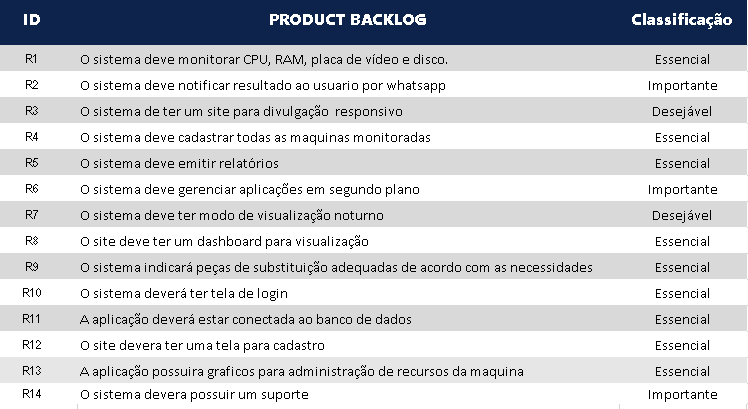 ID PRODUCT BACKLOG Classificação
R1 O sistema deve monitorar CPU, RAM, placa de vídeo e disco. Essencial
R2 O sistema deve notificar resultado ao usuario por whatsapp Importante
R3 O sistema de ter um site para divulgação responsivo Desejável
R4 O sistema deve cadastrar todas as maquinas monitoradas Essencial
R5 O sistema deve emitir relatórios Essencial
R6 O sistema deve gerenciar aplicações em segundo plano Importante
R7 O sistema deve ter modo de visualização noturno Desejável
R8 O site deve ter um dashboard para visualização Essencial
R9 O sistema indicará peças de substituição adequadas de acordo com as necessidades Essencial
R10 O sistema deverá ter tela de login Essencial
R11 A aplicação deverá estar conectada ao banco de dados Essencial
R12 O site devera ter uma tela para cadastro Essencial
R13 A aplicação possuira graficos para administração de recursos da maquina Essencial
R14 O sistema devera possuir um suporte Importante